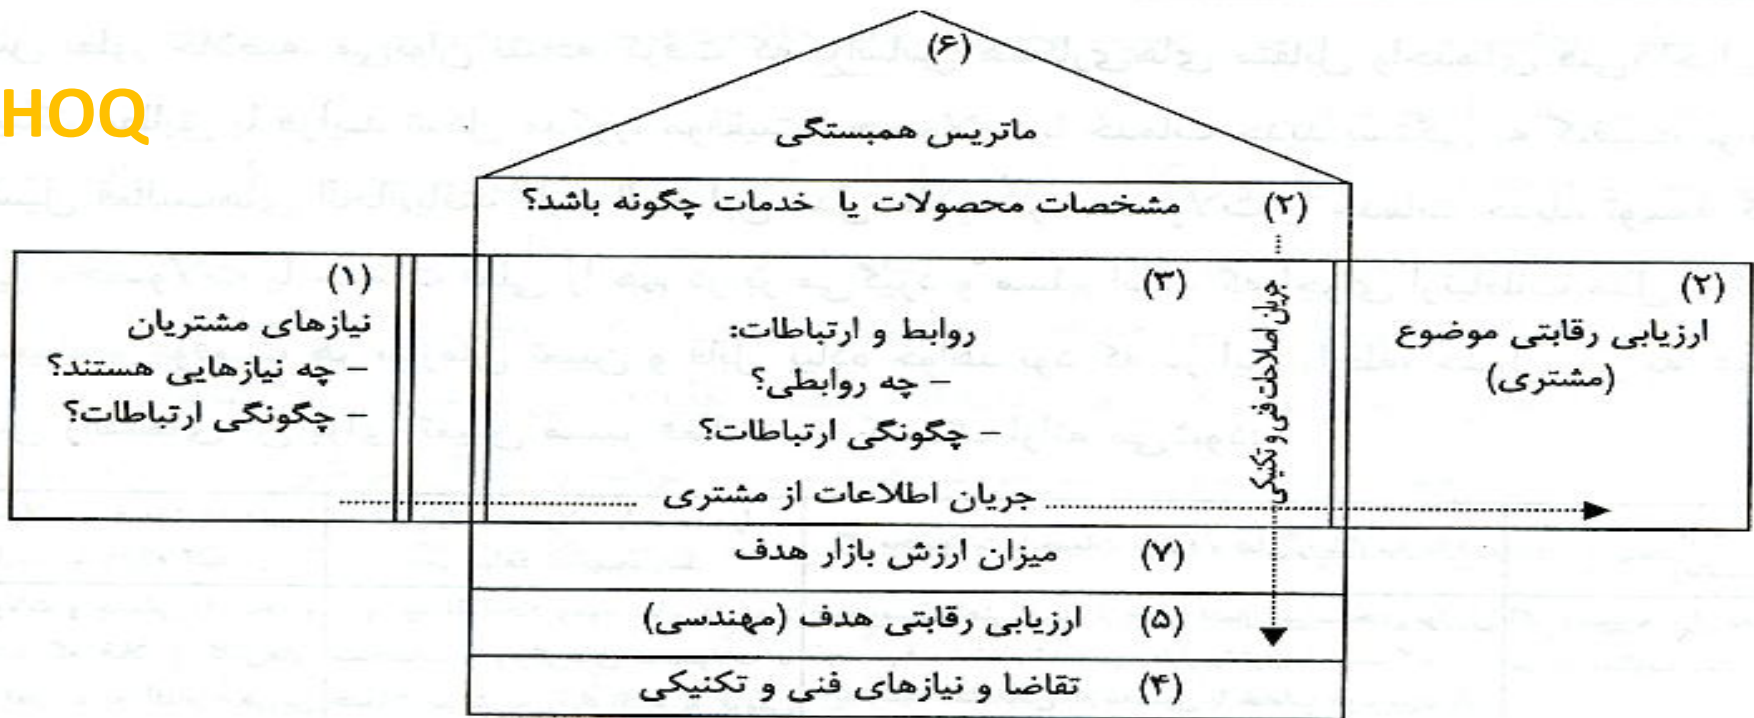 HOQ
(۶)
ماتریس همبستگی
(۲) مشخصات محصولات یا خدمات چگونه باشد؟
(۱)
نیازهای مشتریان
– چه نیازهایی هستند؟
– چگونگی ارتباطات؟
(۳)
روابط و ارتباطات:
– چه روابطی؟
– چگونگی ارتباطات؟
جریان اطلاعات از مشتری
جریان اصلاحات فنی و تکنیکی
(۲)
ارزیابی رقابتی موضوع
(مشتری)
(۷) میزان ارزش بازار هدف
(۵) ارزیابی رقابتی هدف (مهندسی)
(۴) تقاضا و نیازهای فنی و تکنیکی